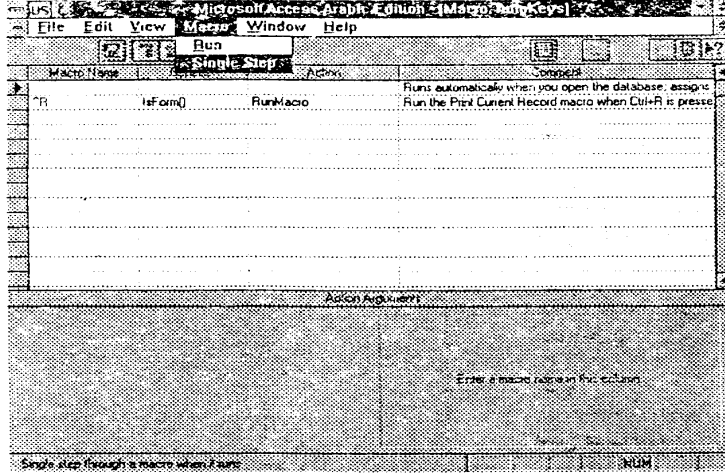 US Microsoft Access Arabic Edition - [Macro: AutoKeys]
File Edit View Macro Window Help
Run
Single Step
Macro Name Action Comment
Runs automatically when you open the database; assigns
^R IsForm() RunMacro Run the Print Current Record macro when Ctrl+R is presse
Action Arguments
Enter a macro name in this column.
Single step through a macro when it runs NUM